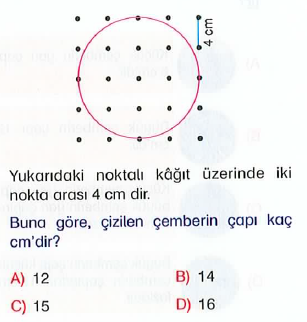 4 cm
Yukarıdaki noktalı kâğıt üzerinde iki
nokta arası 4 cm dir.
Buna göre, çizilen çemberin çapı kaç
cm'dir?
A) 12 B) 14
C) 15 D) 16